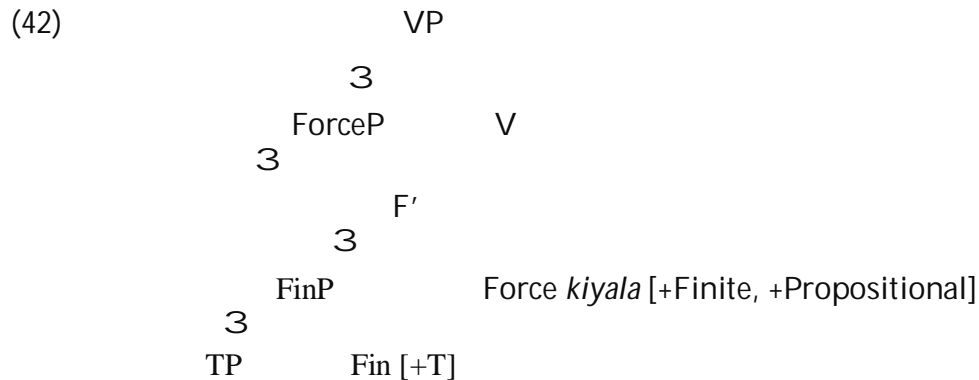 (42) VP
3
ForceP V
3
F′
3
FinP Force kiyala [+Finite, +Propositional]
3
TP Fin [+T]